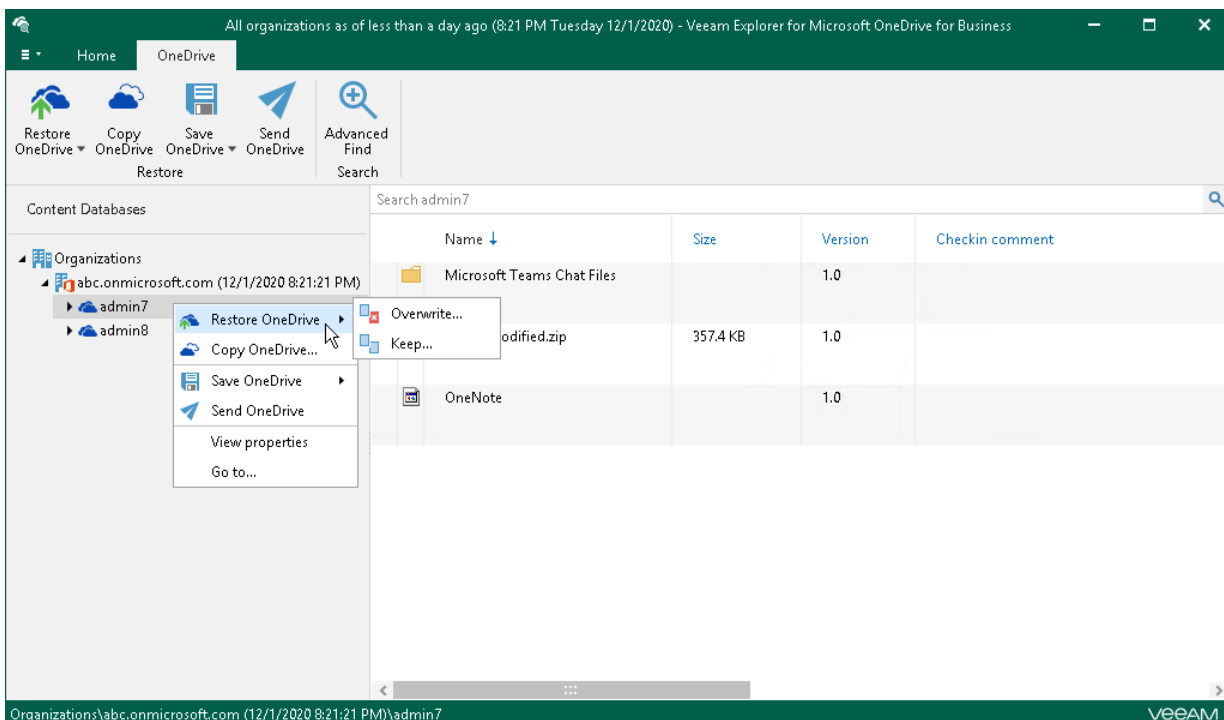 All organizations as of less than a day ago (8:21 PM Tuesday 12/1/2020) - Veeam Explorer for Microsoft OneDrive for Business
Home OneDrive
Restore OneDrive
Copy OneDrive
Save OneDrive
Send OneDrive
Advanced Find
Restore
Search
Content Databases
Search admin7
Name Size Version Checkin comment
Organizations
abc.onmicrosoft.com (12/1/2020 8:21:21 PM)
admin7
admin8
Restore OneDrive
Copy OneDrive...
Save OneDrive
Send OneDrive
View properties
Go to...
Overwrite...
Keep...
Microsoft Teams Chat Files 1.0
odified.zip 357.4 KB 1.0
OneNote 1.0
Organizations\abc.onmicrosoft.com (12/1/2020 8:21:21 PM)\admin7
veeAM